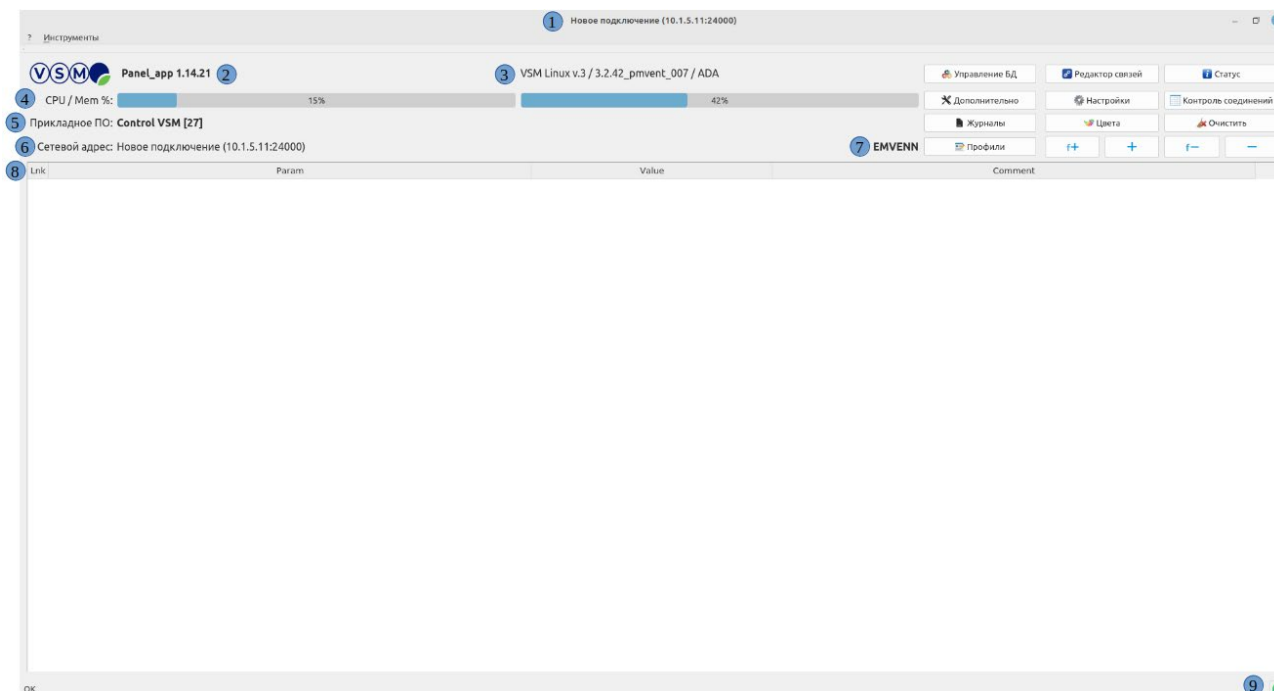 1 Новое подключение (10.1.5.11:24000)
? Инструменты
VSM Panel_app 1.14.21 2 3 VSM Linux v.3 / 3.2.42_pmvent_007 / ADA Управление БД Редактор связей Статус
4 CPU / Mem %: 15% 42% Дополнительно Настройки Контроль соединений
5 Прикладное ПО: Control VSM [27] Журналы Цвета Очистить
6 Сетевой адрес: Новое подключение (10.1.5.11:24000) 7 EMVENN Профили f+ + f− −
8 Lnk Param Value Comment
OK 9